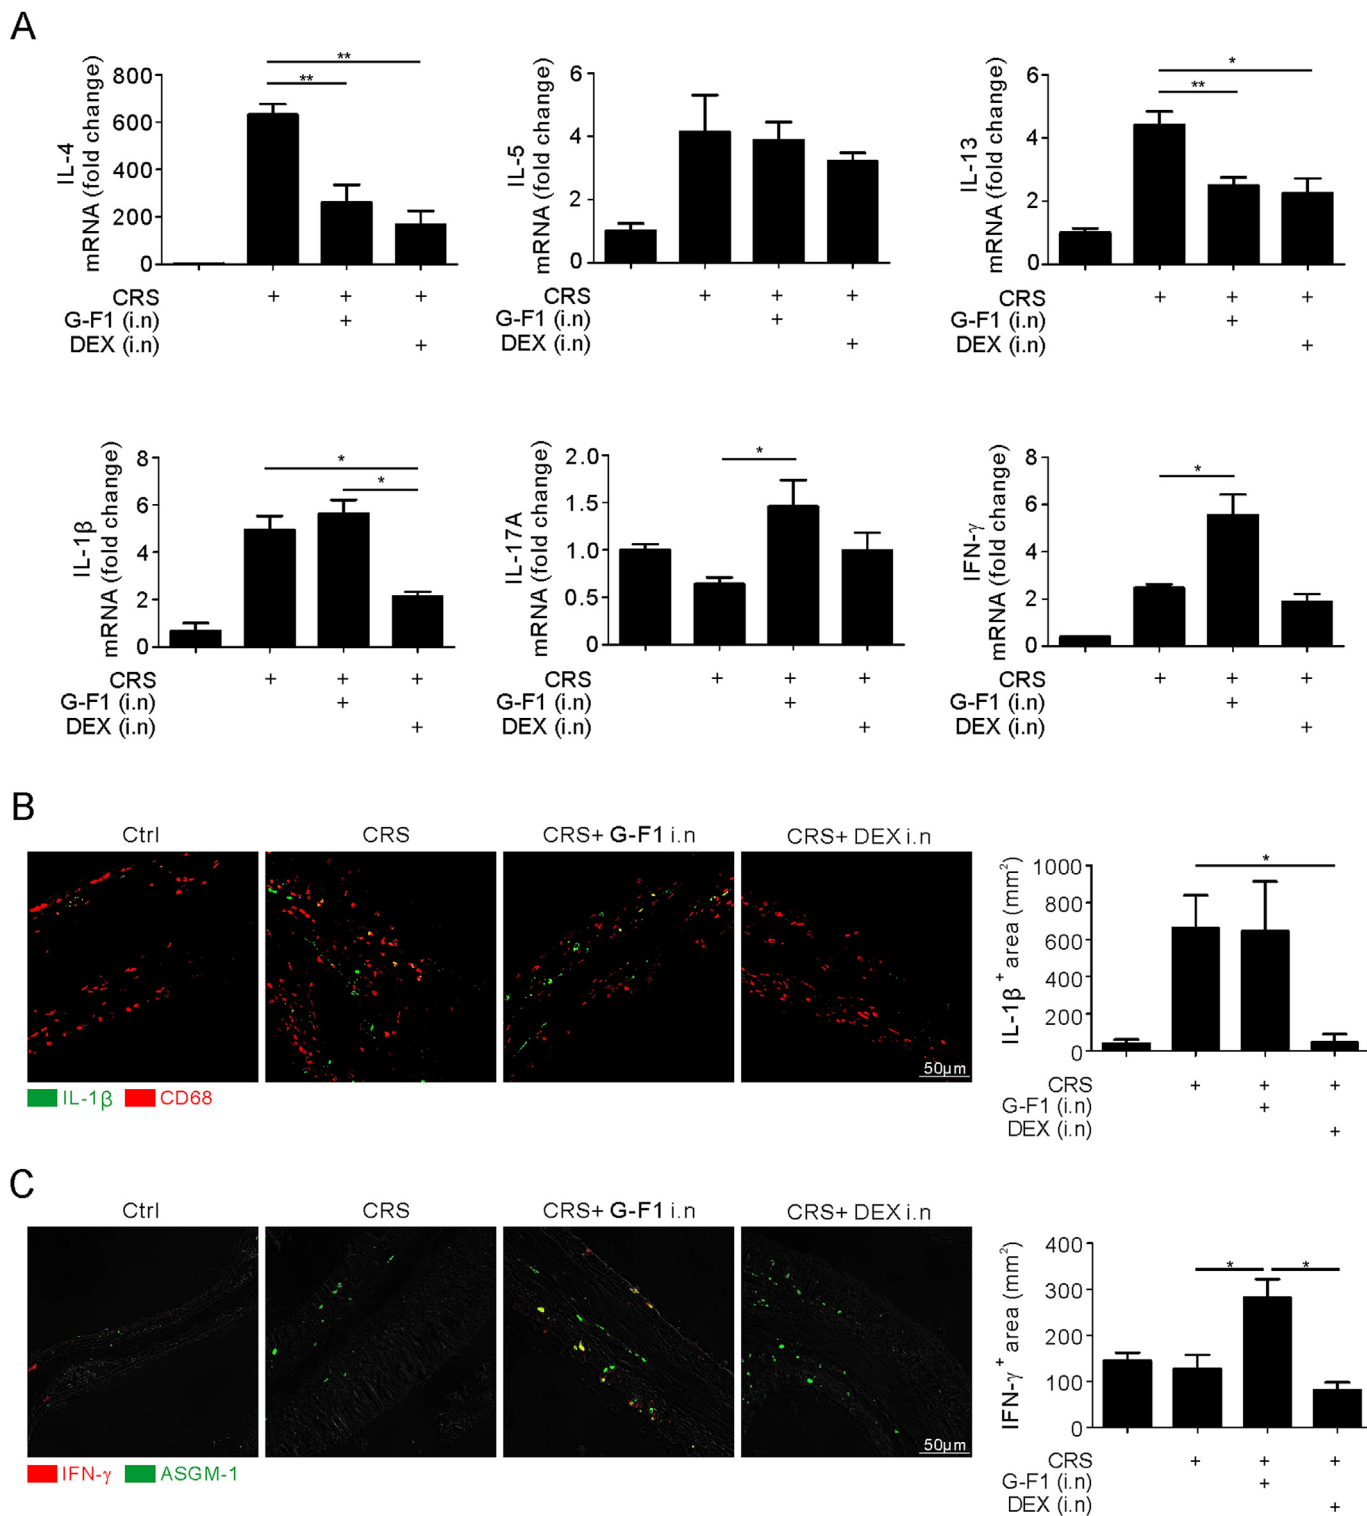 A
IL-4
mRNA (fold change)
800
600
400
200
0
**
**
CRS + + +
G-F1 (i.n) +
DEX (i.n) +
IL-5
mRNA (fold change)
6
4
2
0
CRS + + +
G-F1 (i.n) +
DEX (i.n) +
IL-13
mRNA (fold change)
6
4
2
0
*
**
CRS + + +
G-F1 (i.n) +
DEX (i.n) +
IL-1β
mRNA (fold change)
8
6
4
2
0
*
*
CRS + + +
G-F1 (i.n) +
DEX (i.n) +
IL-17A
mRNA (fold change)
2.0
1.5
1.0
0.5
0
*
CRS + + +
G-F1 (i.n) +
DEX (i.n) +
IFN-γ
mRNA (fold change)
8
6
4
2
0
*
CRS + + +
G-F1 (i.n) +
DEX (i.n) +
B
Ctrl
CRS
CRS+ G-F1 i.n
CRS+ DEX i.n
50μm
IL-1β CD68
IL-1β + area (mm²)
1000
800
600
400
200
0
*
CRS + + +
G-F1 (i.n) +
DEX (i.n) +
C
Ctrl
CRS
CRS+ G-F1 i.n
CRS+ DEX i.n
50μm
IFN-γ ASGM-1
IFN-γ + area (mm²)
400
300
200
100
0
* *
CRS + + +
G-F1 (i.n) +
DEX (i.n) +